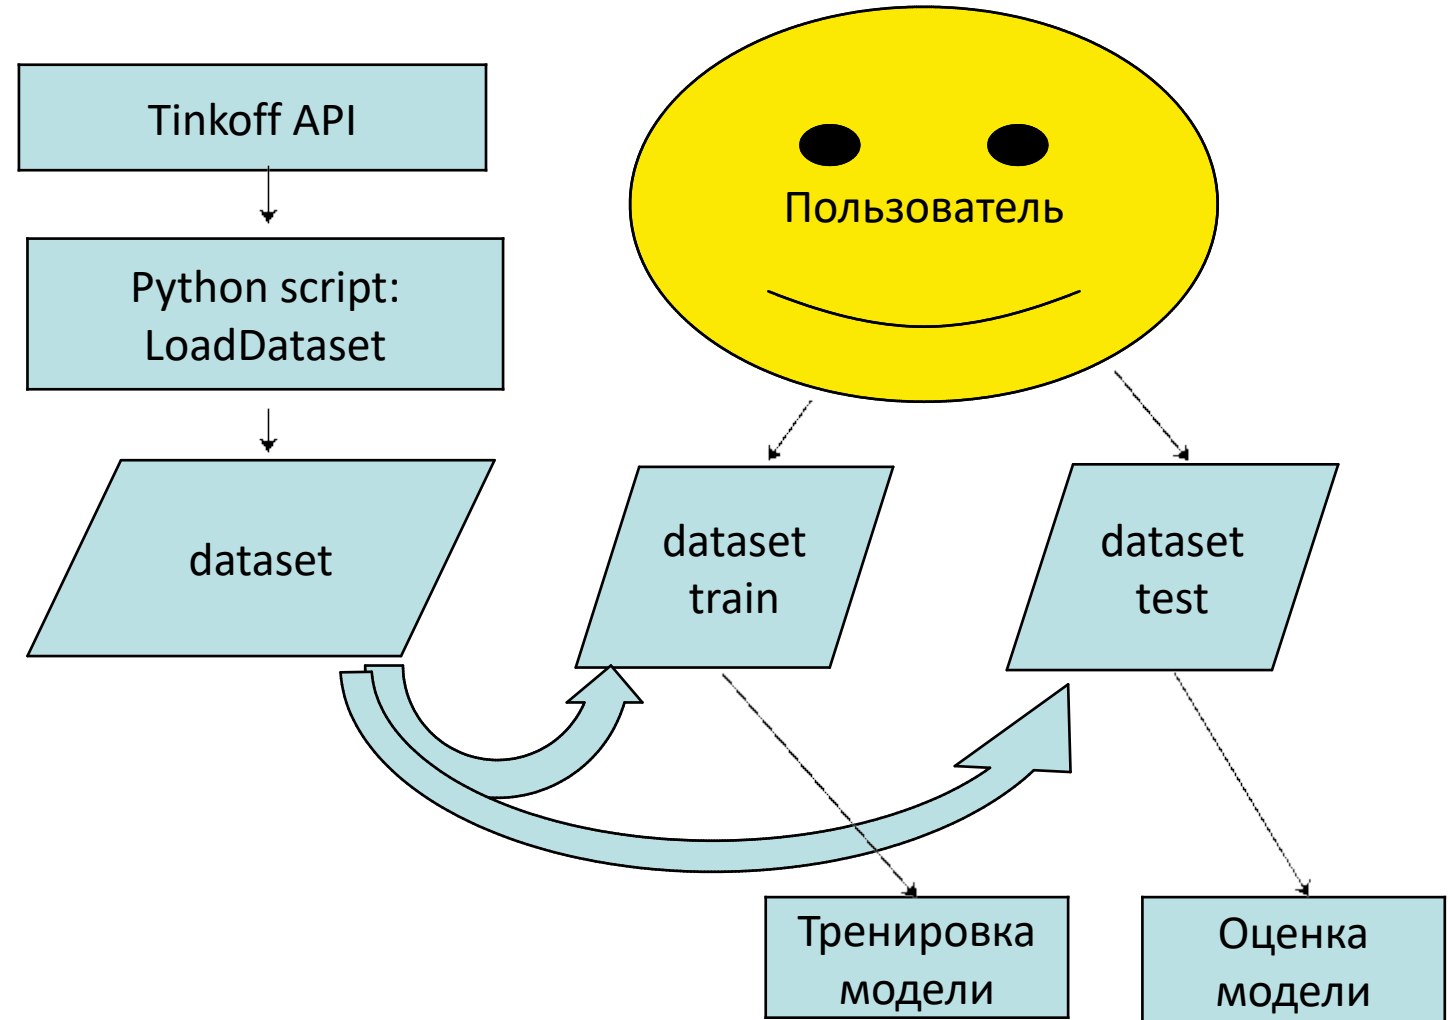 Tinkoff API
Пользователь
Python script:
LoadDataset
dataset
dataset
train
dataset
test
Тренировка
модели
Оценка
модели